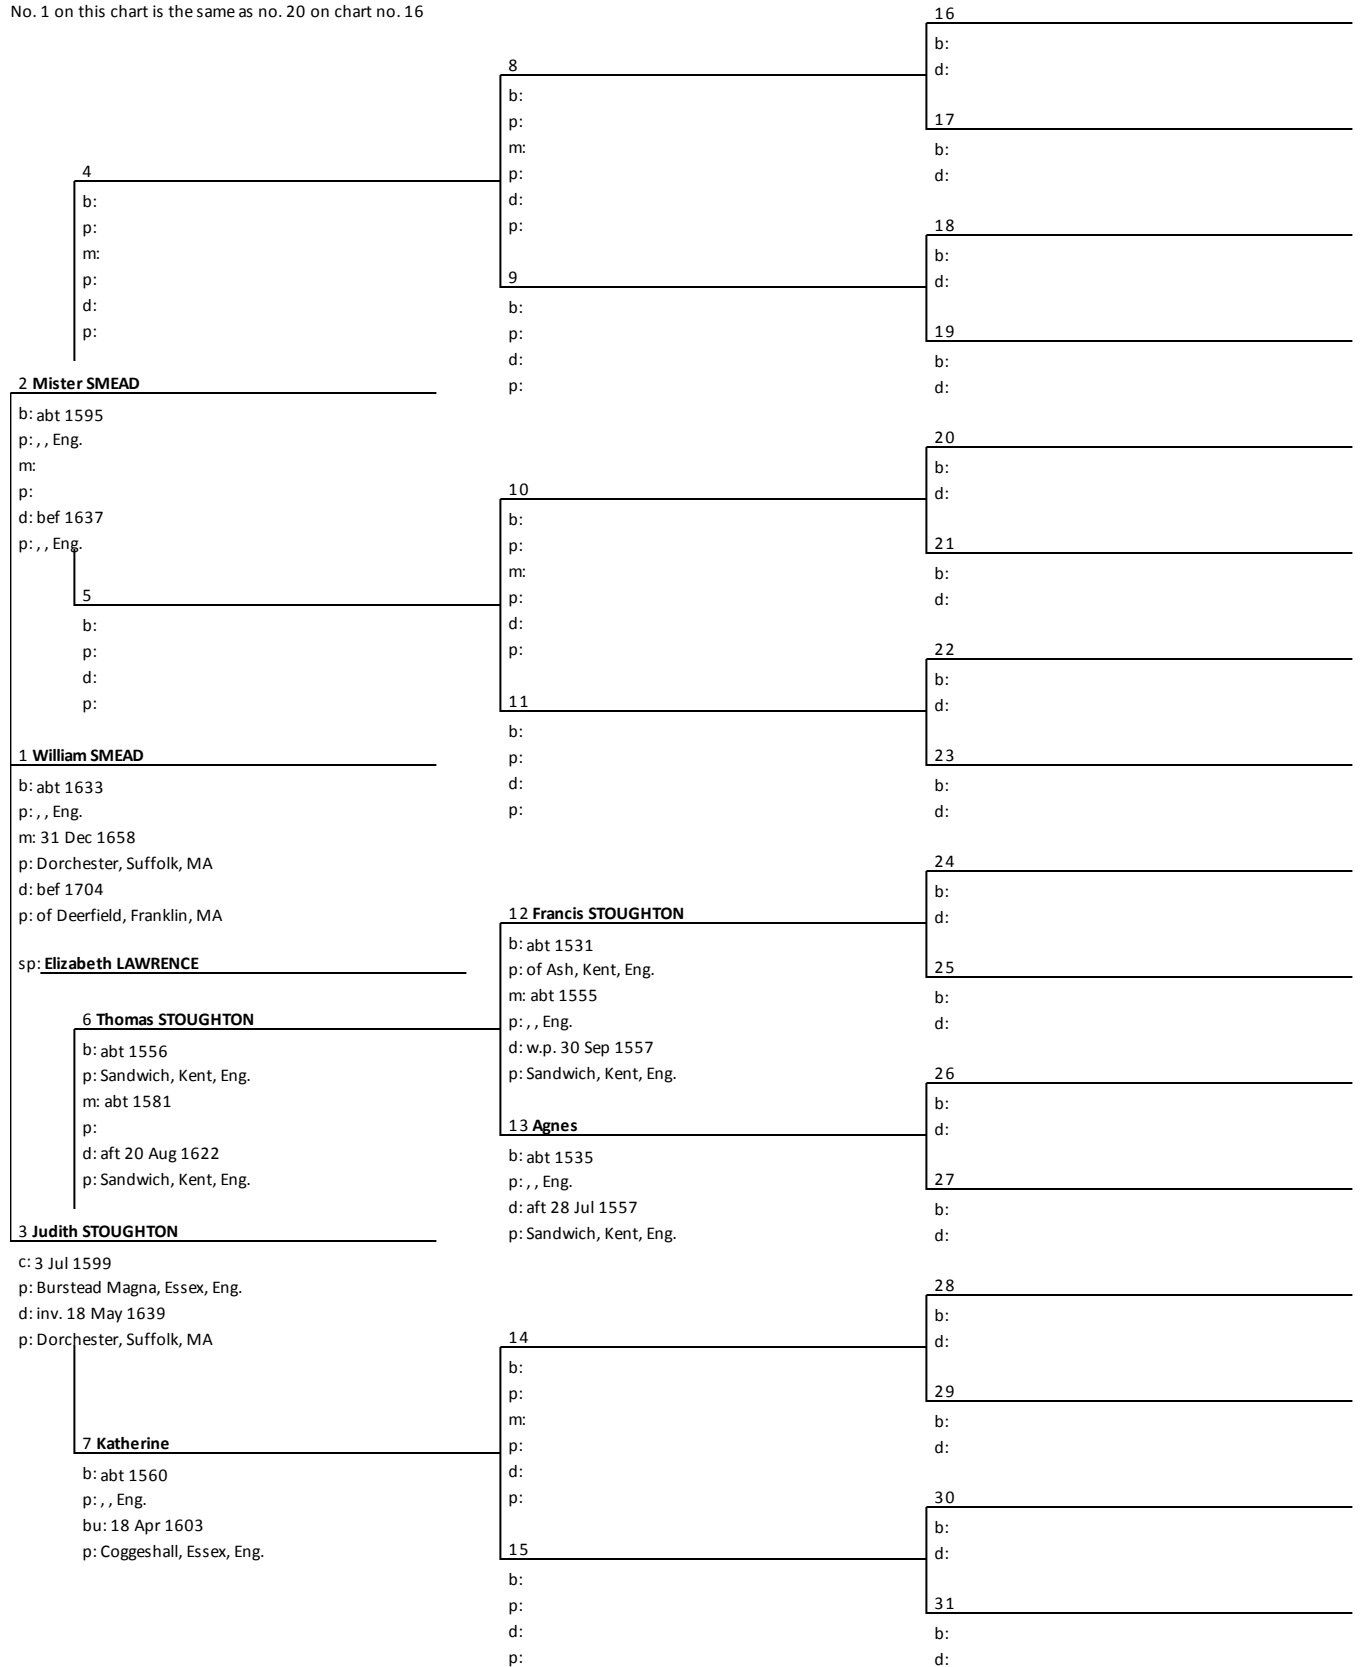 No. 1 on this chart is the same as no. 20 on chart no. 16
16
b:
d:
8
b:
p:
m:
p:
d:
p:
17
b:
d:
4
b:
p:
m:
p:
d:
p:
18
b:
d:
9
b:
p:
d:
p:
19
b:
d:
2 Mister SMEAD
b: abt 1595
p: , , Eng.
m:
p:
d: bef 1637
p: , , Eng.
20
b:
d:
10
b:
p:
m:
p:
d:
p:
21
b:
d:
5
b:
p:
d:
p:
22
b:
d:
11
b:
p:
d:
p:
23
b:
d:
1 William SMEAD
b: abt 1633
p: , , Eng.
m: 31 Dec 1658
p: Dorchester, Suffolk, MA
d: bef 1704
p: of Deerfield, Franklin, MA
sp: Elizabeth LAWRENCE
24
b:
d:
12 Francis STOUGHTON
b: abt 1531
p: of Ash, Kent, Eng.
m: abt 1555
p: , , Eng.
d: w.p. 30 Sep 1557
p: Sandwich, Kent, Eng.
25
b:
d:
6 Thomas STOUGHTON
b: abt 1556
p: Sandwich, Kent, Eng.
m: abt 1581
p:
d: aft 20 Aug 1622
p: Sandwich, Kent, Eng.
26
b:
d:
13 Agnes
b: abt 1535
p: , , Eng.
d: aft 28 Jul 1557
p: Sandwich, Kent, Eng.
27
b:
d:
3 Judith STOUGHTON
c: 3 Jul 1599
p: Burstead Magna, Essex, Eng.
d: inv. 18 May 1639
p: Dorchester, Suffolk, MA
28
b:
d:
14
b:
p:
m:
p:
d:
p:
29
b:
d:
7 Katherine
b: abt 1560
p: , , Eng.
bu: 18 Apr 1603
p: Coggeshall, Essex, Eng.
30
b:
d:
15
b:
p:
d:
p:
31
b:
d: